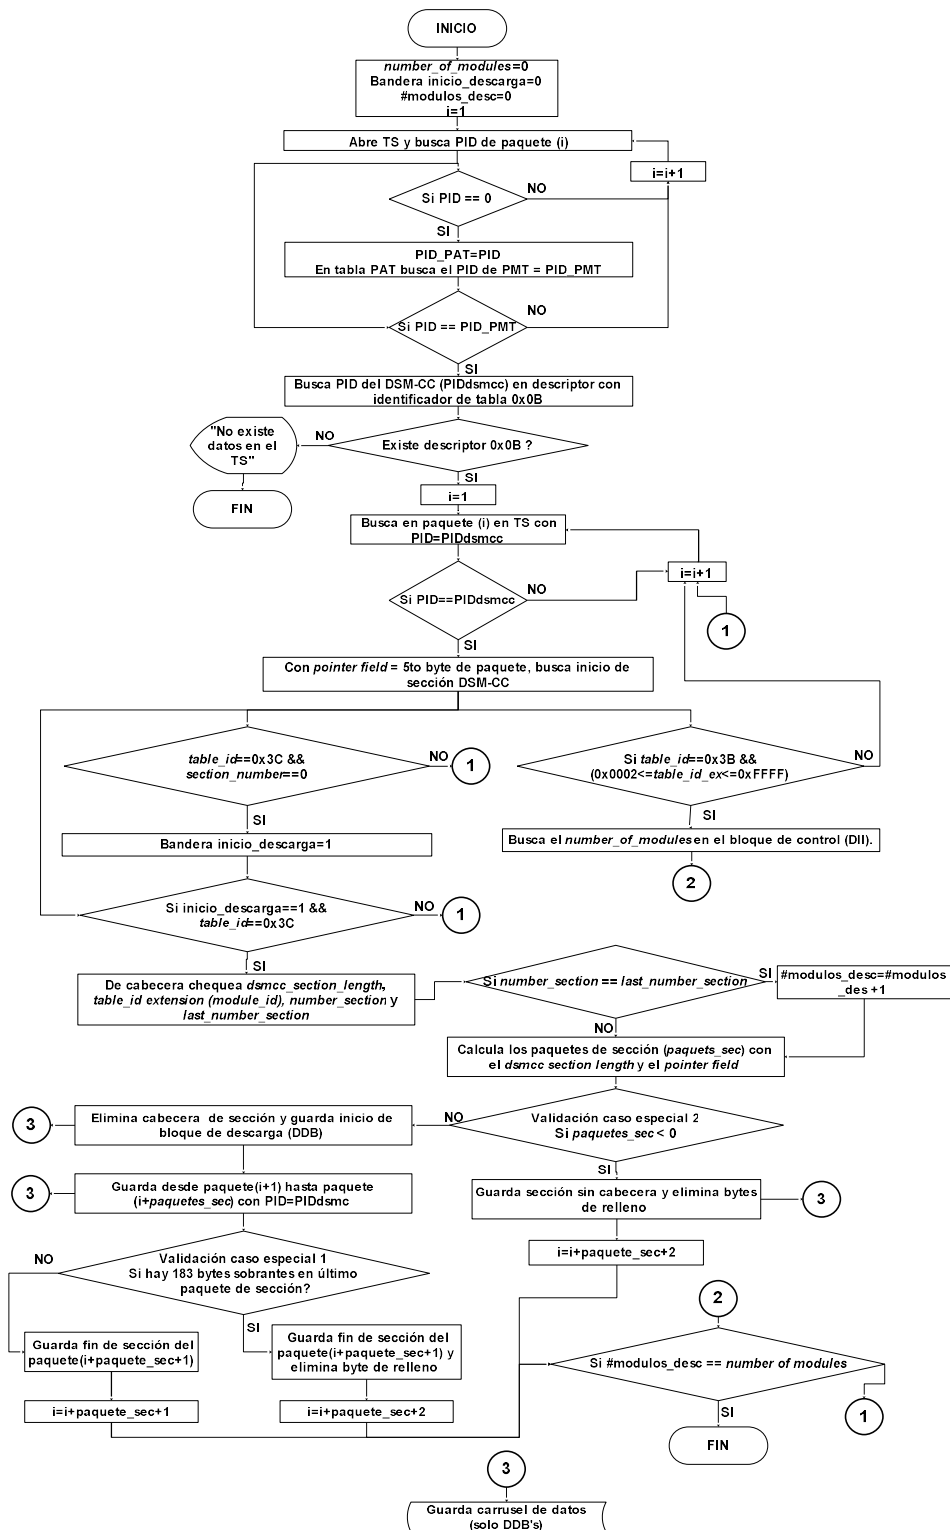 INICIO
number_of_modules=0
Bandera inicio_descarga=0
#modulos_desc=0
i=1
Abre TS y busca PID de paquete (i)
i=i+1
NO
Si PID == 0
SI
PID_PAT=PID
En tabla PAT busca el PID de PMT = PID_PMT
NO
Si PID == PID_PMT
SI
Busca PID del DSM-CC (PIDdsmcc) en descriptor con
identificador de tabla 0x0B
"No existe
datos en el
TS"
NO
Existe descriptor 0x0B ?
SI
i=1
FIN
Busca en paquete (i) en TS con
PID=PIDdsmcc
i=i+1
NO
Si PID==PIDdsmcc
1
SI
Con pointer field = 5to byte de paquete, busca inicio de
sección DSM-CC
table_id==0x3C &&
section_number==0
NO
1
Si table_id==0x3B &&
(0x0002<=table_id_ex<=0xFFFF)
NO
SI
SI
Bandera inicio_descarga=1
Busca el number_of_modules en el bloque de control (DII).
2
Si inicio_descarga==1 &&
table_id==0x3C
NO
1
SI
De cabecera chequea dsmcc_section_length,
table_id extension (module_id), number_section y
last_number_section
Si number_section == last_number_section
SI
#modulos_desc=#modulos
_des +1
NO
Calcula los paquetes de sección (paquets_sec) con
el dsmcc section length y el pointer field
3
Elimina cabecera de sección y guarda inicio de
bloque de descarga (DDB)
NO
Validación caso especial 2
Si paquetes_sec < 0
SI
3
Guarda desde paquete(i+1) hasta paquete
(i+paquetes_sec) con PID=PIDdsmc
Guarda sección sin cabecera y elimina bytes
de relleno
3
i=i+paquete_sec+2
NO
Validación caso especial 1
Si hay 183 bytes sobrantes en último
paquete de sección?
SI
2
Guarda fin de sección del
paquete(i+paquete_sec+1)
Guarda fin de sección del
paquete(i+paquete_sec+1) y
elimina byte de relleno
Si #modulos_desc == number of modules
i=i+paquete_sec+1
i=i+paquete_sec+2
SI
1
FIN
3
Guarda carrusel de datos
(solo DDB's)